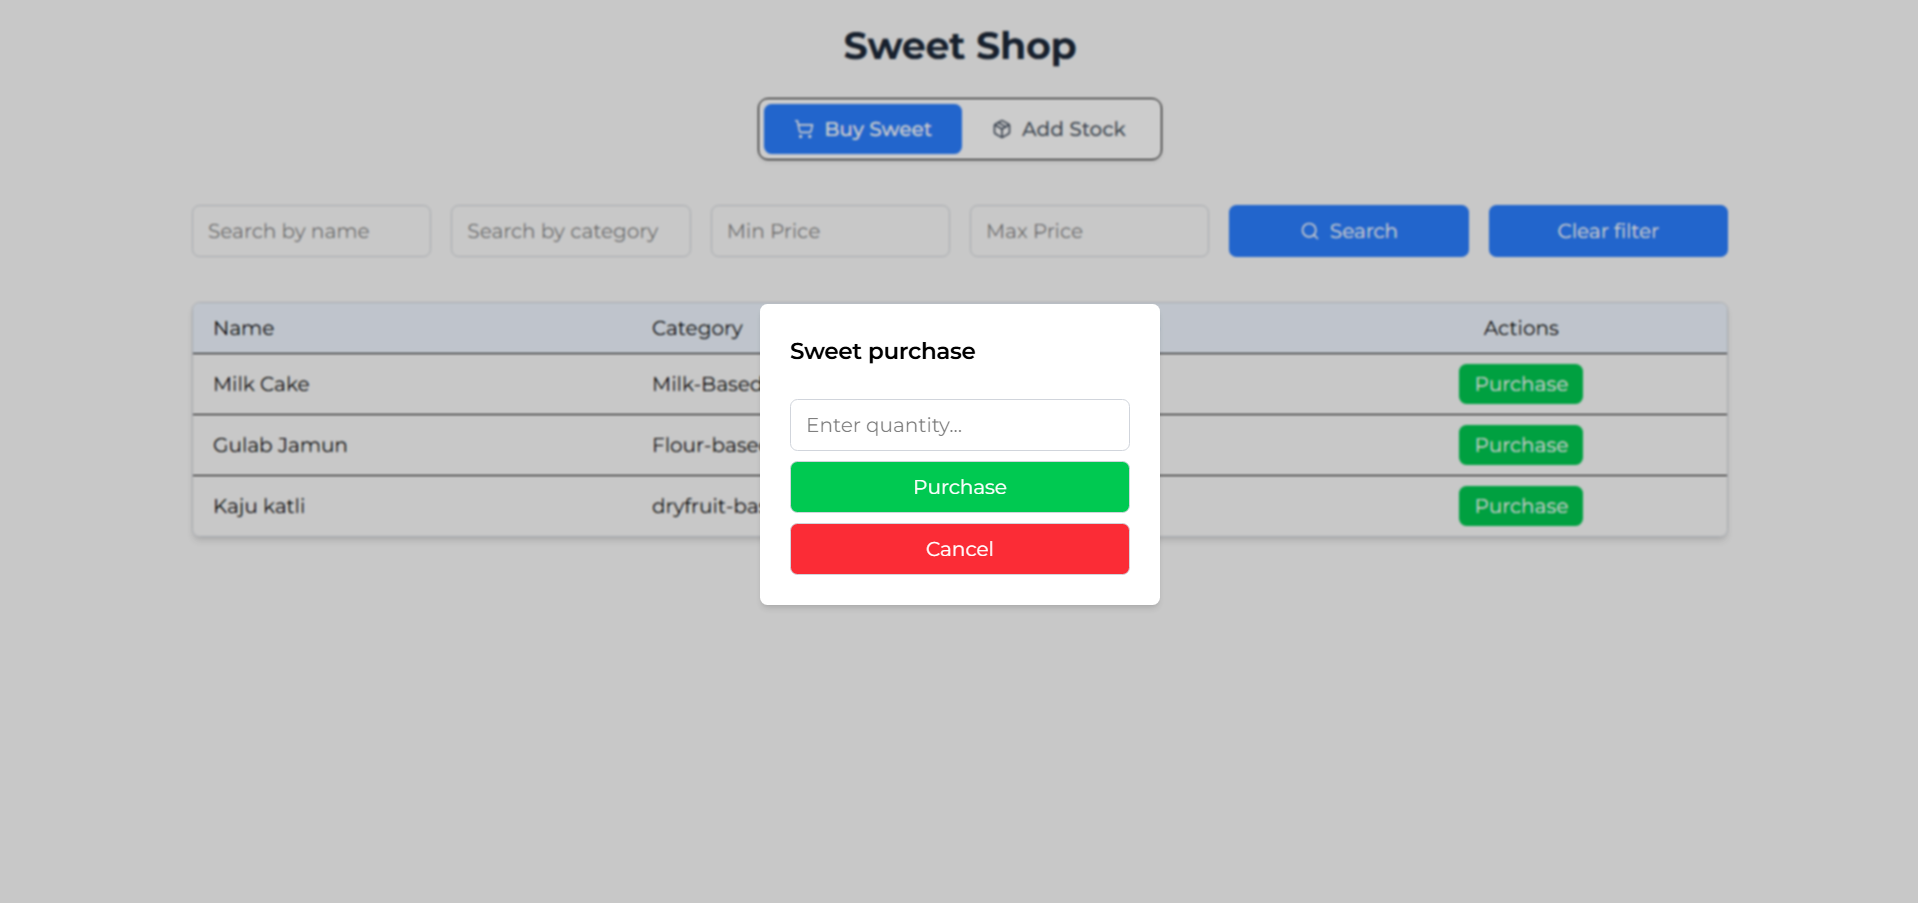 Sweet Shop
Buy Sweet Add Stock
Search by name Search by category Min Price Max Price Search Clear filter
Name Category Actions
Sweet purchase
Milk Cake Milk-Based Purchase
Enter quantity...
Gulab Jamun Flour-base Purchase
Purchase
Kaju katli dryfruit-ba Purchase
Cancel